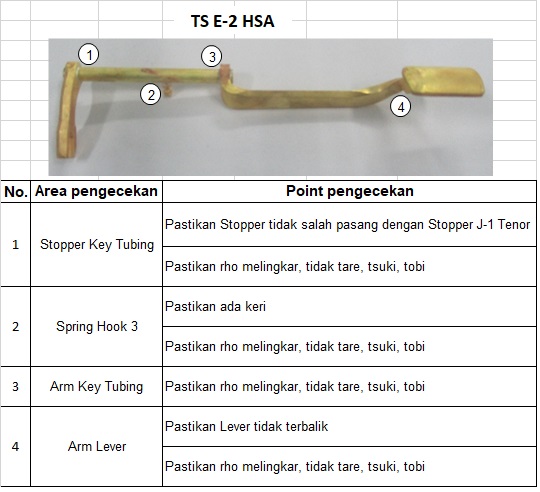 TS E-2 HSA
1
3
2
4
No. Area pengecekan Point pengecekan
1 Stopper Key Tubing Pastikan Stopper tidak salah pasang dengan Stopper J-1 Tenor
Pastikan rho melingkar, tidak tare, tsuki, tobi
2 Spring Hook 3 Pastikan ada keri
Pastikan rho melingkar, tidak tare, tsuki, tobi
3 Arm Key Tubing Pastikan rho melingkar, tidak tare, tsuki, tobi
4 Arm Lever Pastikan Lever tidak terbalik
Pastikan rho melingkar, tidak tare, tsuki, tobi